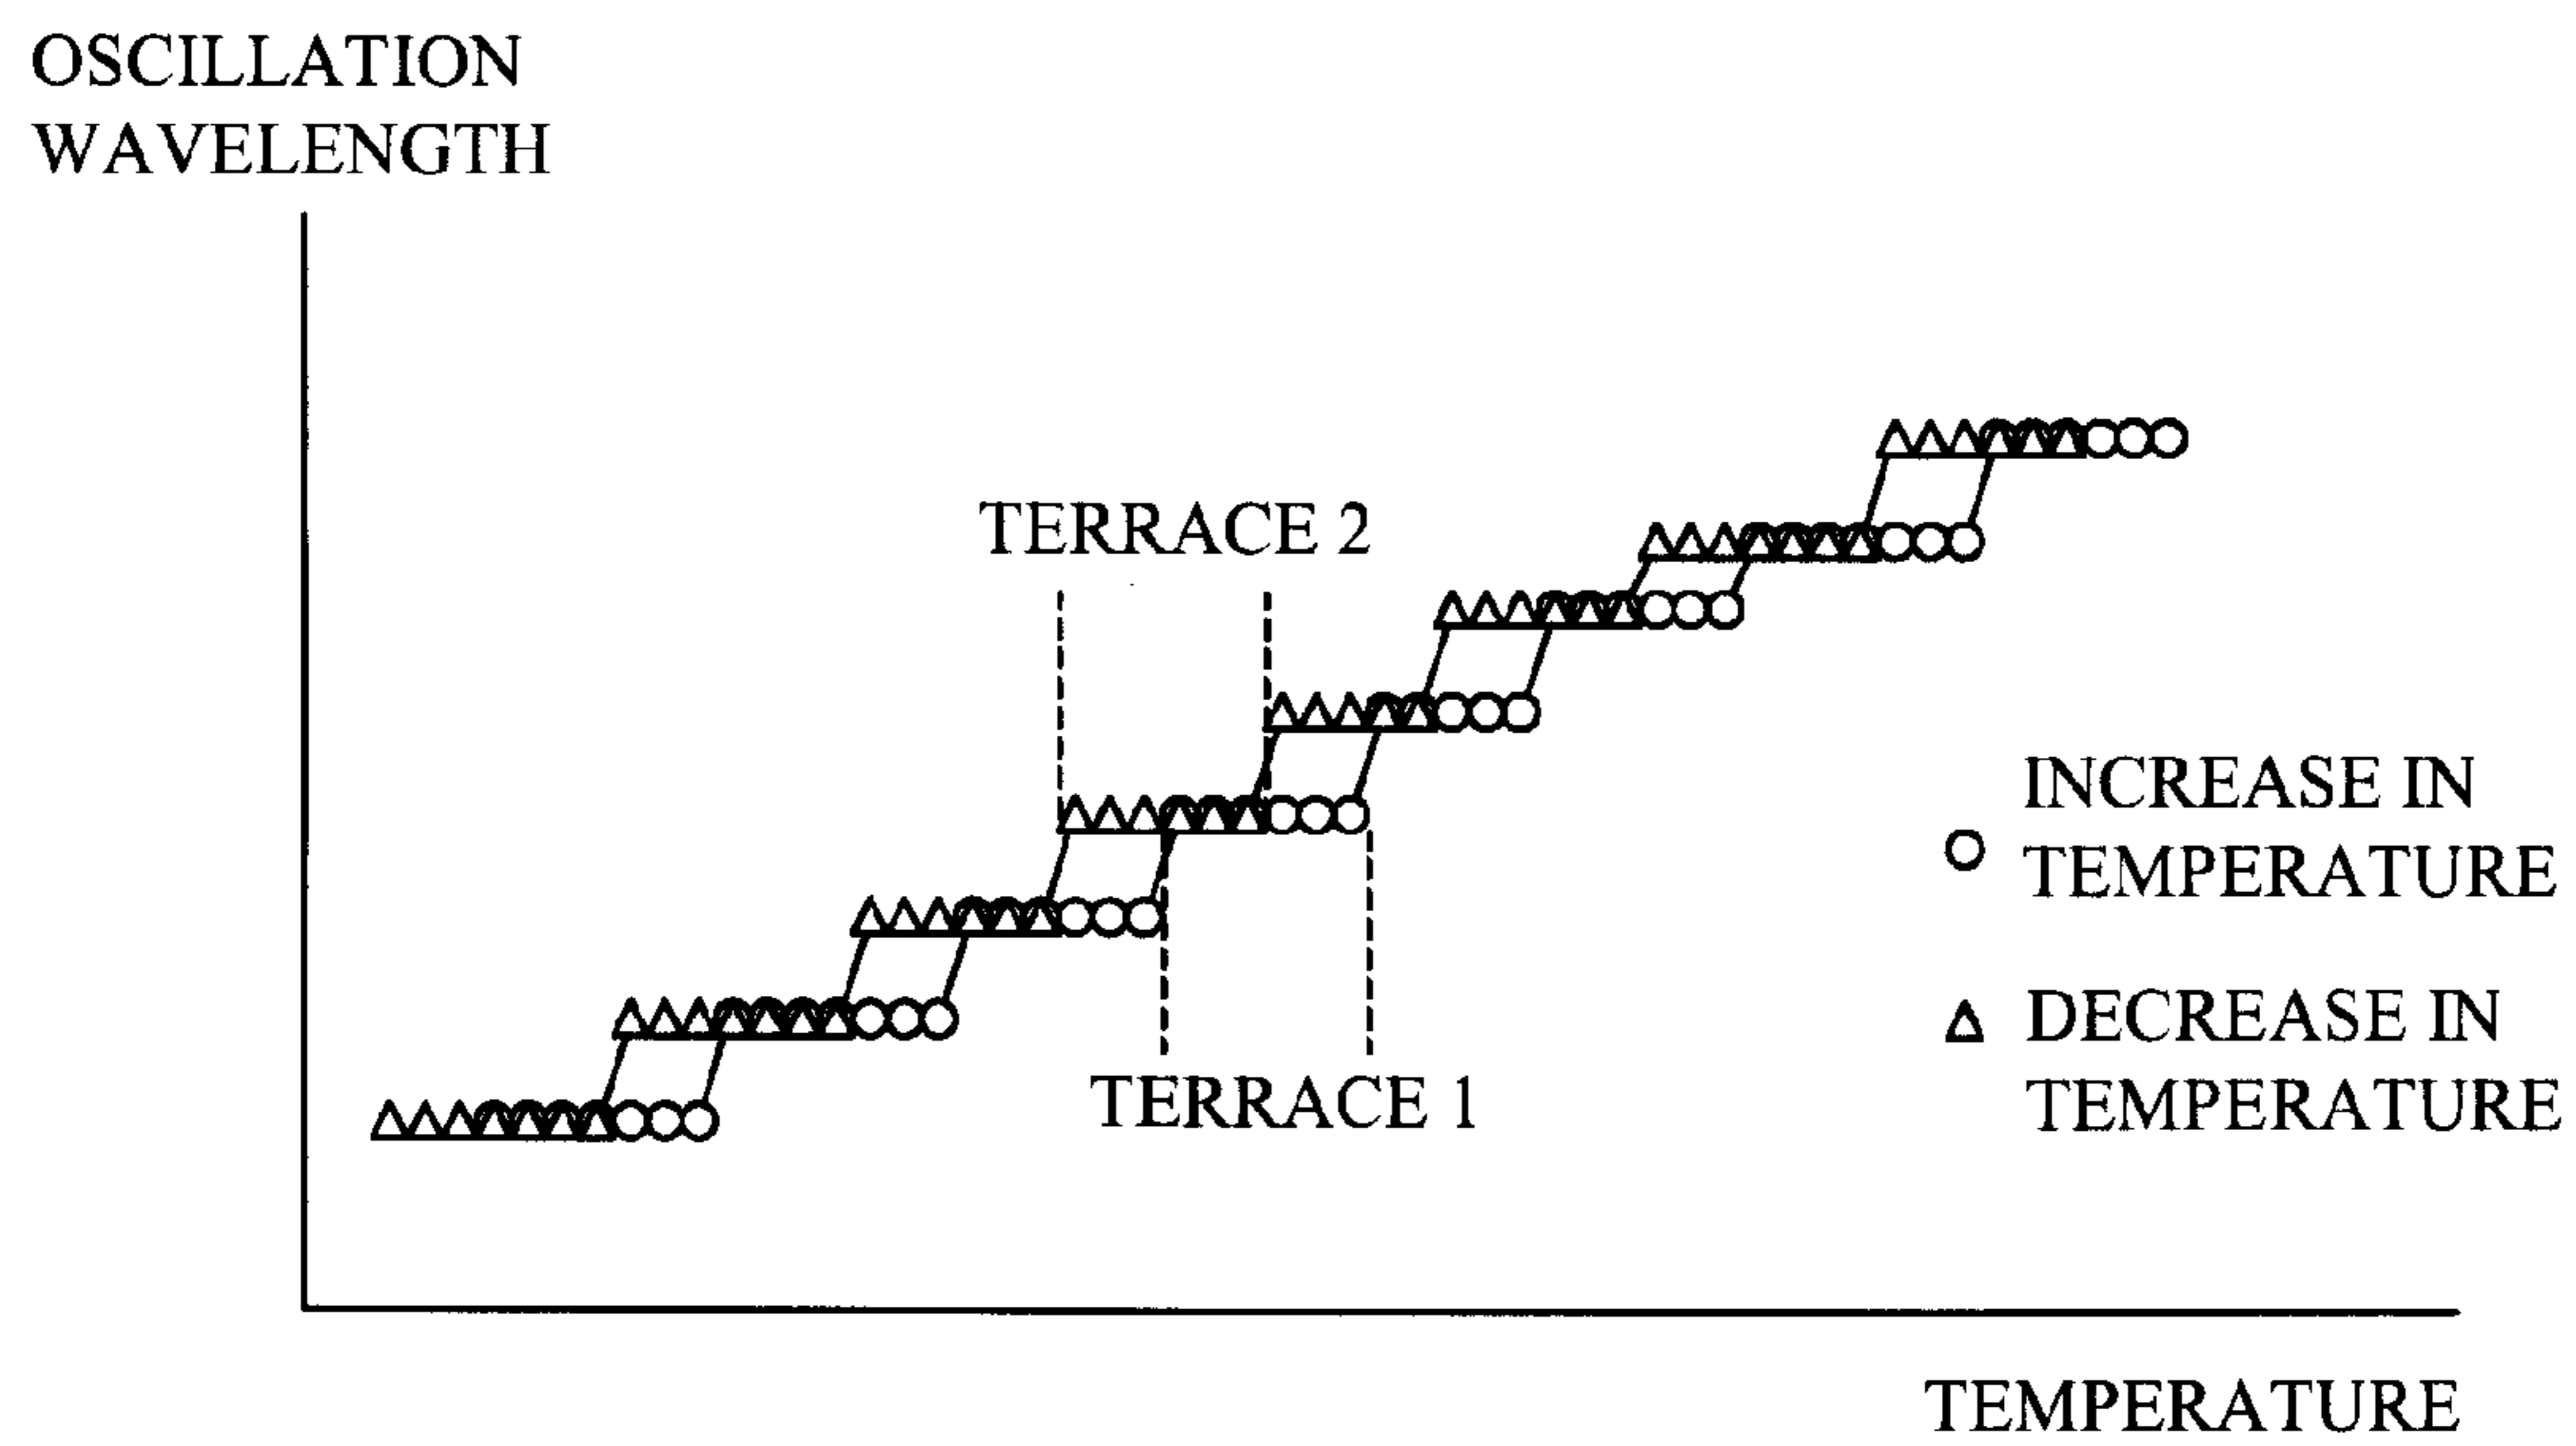 OSCILLATION
WAVELENGTH
TERRACE 2
TERRACE 1
INCREASE IN
TEMPERATURE
DECREASE IN
TEMPERATURE
TEMPERATURE